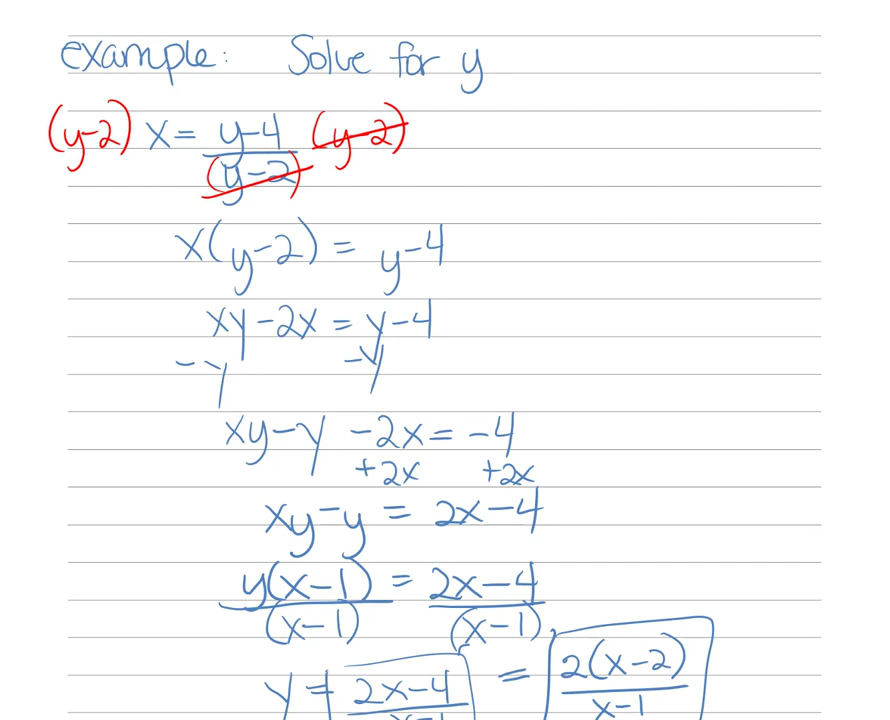 example: Solve for y
(y-2) x = y-4 (y-2)
(y-2)
x(y-2) = y-4
xy-2x = y-4
-y -y
xy-y -2x = -4
+2x +2x
xy-y = 2x-4
y(x-1) = 2x-4
(x-1) (x-1)
y = 2x-4 = 2(x-2)
x-1 x-1